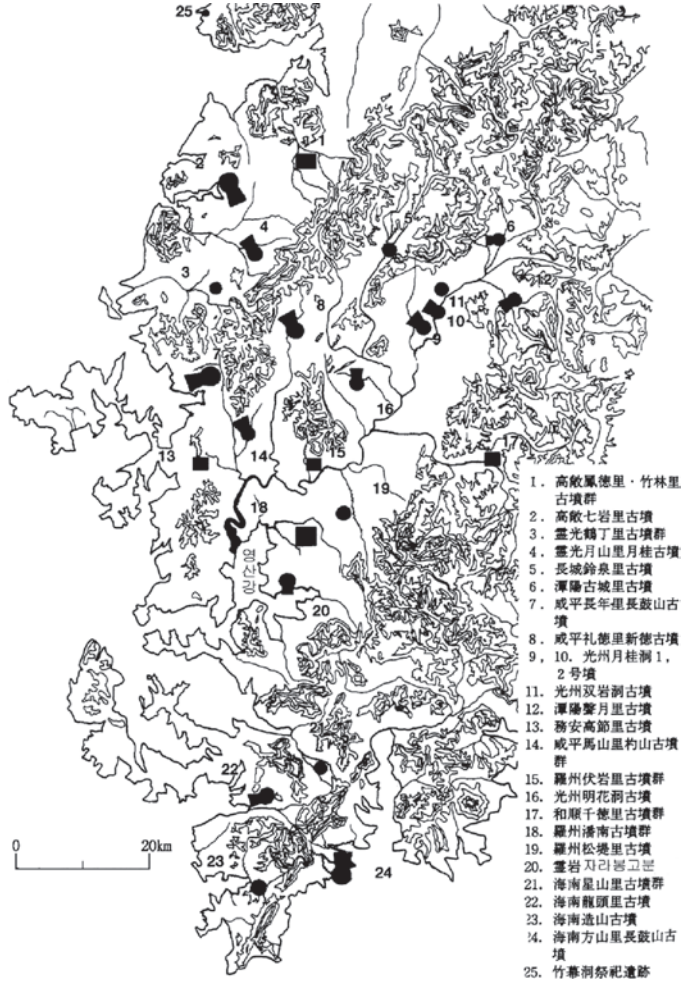 25
1
2
4
5
6
3
12
8
11
10
9
7
16
13
14
15
17
19
18
20
21
22
23
24
0 20km
1. 高敞鳳徳里・竹林里
古墳群
2. 高敞七岩里古墳
3. 霊光鶴丁里古墳群
4. 霊光月山里月桂古墳
5. 長城鈴泉里古墳
6. 潭陽古城里古墳
7. 咸平長年里長鼓山古
墳
8. 咸平礼徳里新徳古墳
9, 10. 光州月桂洞1,
2号墳
11. 光州双岩洞古墳
12. 潭陽聲月里古墳
13. 務安高節里古墳
14. 咸平馬山里杓山古墳
群
15. 羅州伏岩里古墳群
16. 光州明花洞古墳
17. 和順千徳里古墳群
18. 羅州潘南古墳群
19. 羅州松堤里古墳
20. 霊岩자라봉고분
21. 海南星山里古墳群
22. 海南龍頭里古墳
23. 海南造山古墳
24. 海南方山里長鼓山古
墳
25. 竹幕洞祭祀遺跡